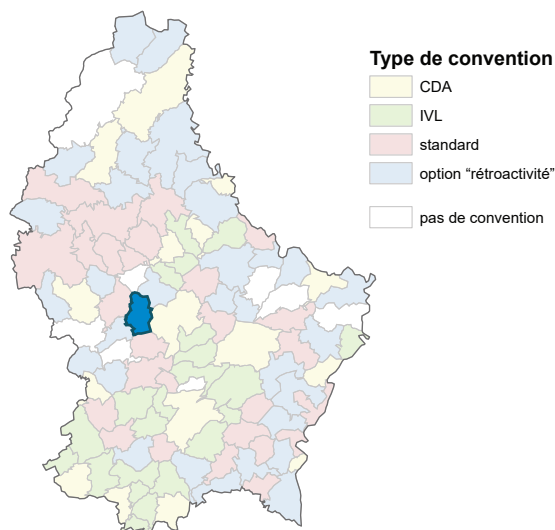 Type de convention
CDA
IVL
standard
option “rétroactivité”
pas de convention